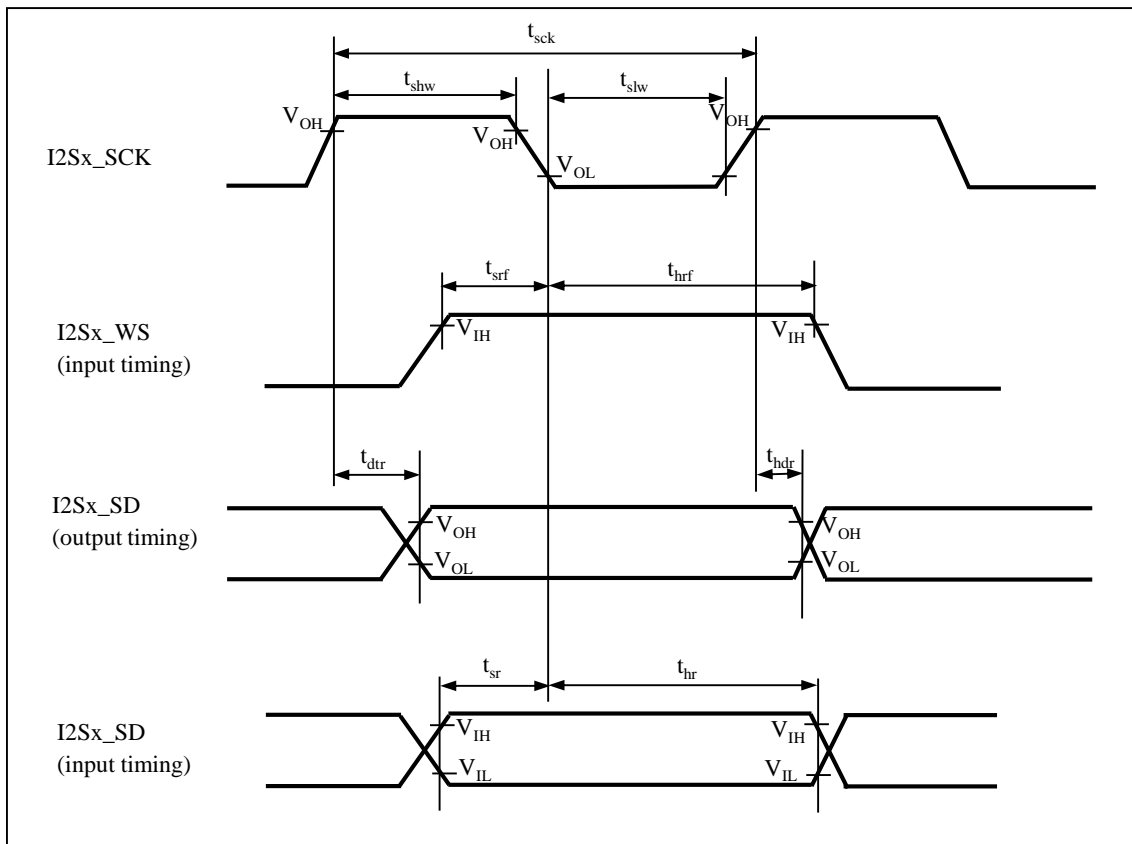 t_sck
t_shw
t_slw
V_OH
V_OH
V_OH
I2Sx_SCK
V_OL
t_srf
t_hrf
I2Sx_WS
(input timing)
V_IH
V_IH
t_dtr
t_hdr
I2Sx_SD
(output timing)
V_OH
V_OH
V_OL
V_OL
t_sr
t_hr
I2Sx_SD
(input timing)
V_IH
V_IH
V_IL
V_IL